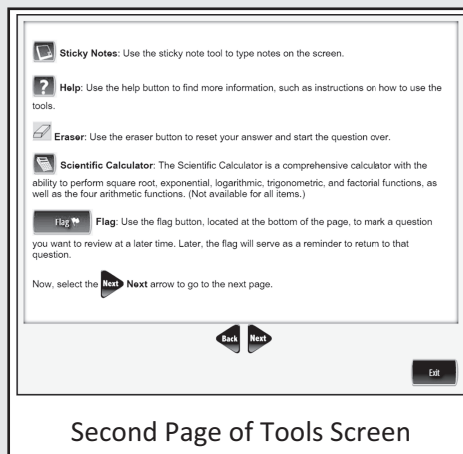 Sticky Notes: Use the sticky note tool to type notes on the screen.
? Help: Use the help button to find more information, such as instructions on how to use the
tools.
Eraser: Use the eraser button to reset your answer and start the question over.
Scientific Calculator: The Scientific Calculator is a comprehensive calculator with the
ability to perform square root, exponential, logarithmic, trigonometric, and factorial functions, as
well as the four arithmetic functions. (Not available for all items.)
Flag Flag: Use the flag button, located at the bottom of the page, to mark a question
you want to review at a later time. Later, the flag will serve as a reminder to return to that
question.
Now, select the Next Next arrow to go to the next page.
Back Next
Exit
Second Page of Tools Screen